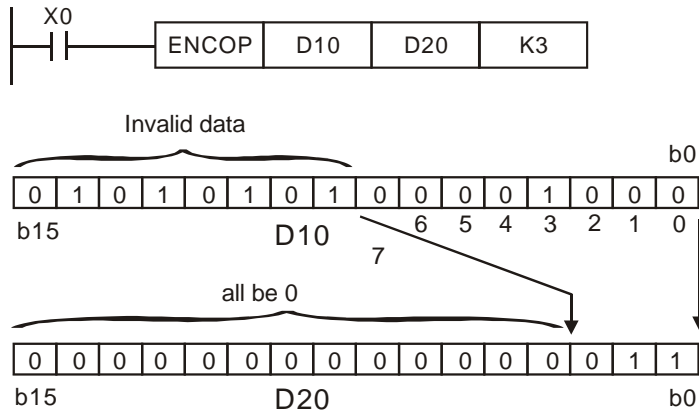 X0
ENCOP D10 D20 K3
Invalid data
b0
0 1 0 1 0 1 0 1 0 0 0 0 1 0 0 0
b15 D10 7 6 5 4 3 2 1 0
all be 0
0 0 0 0 0 0 0 0 0 0 0 0 0 0 1 1
b15 D20 b0